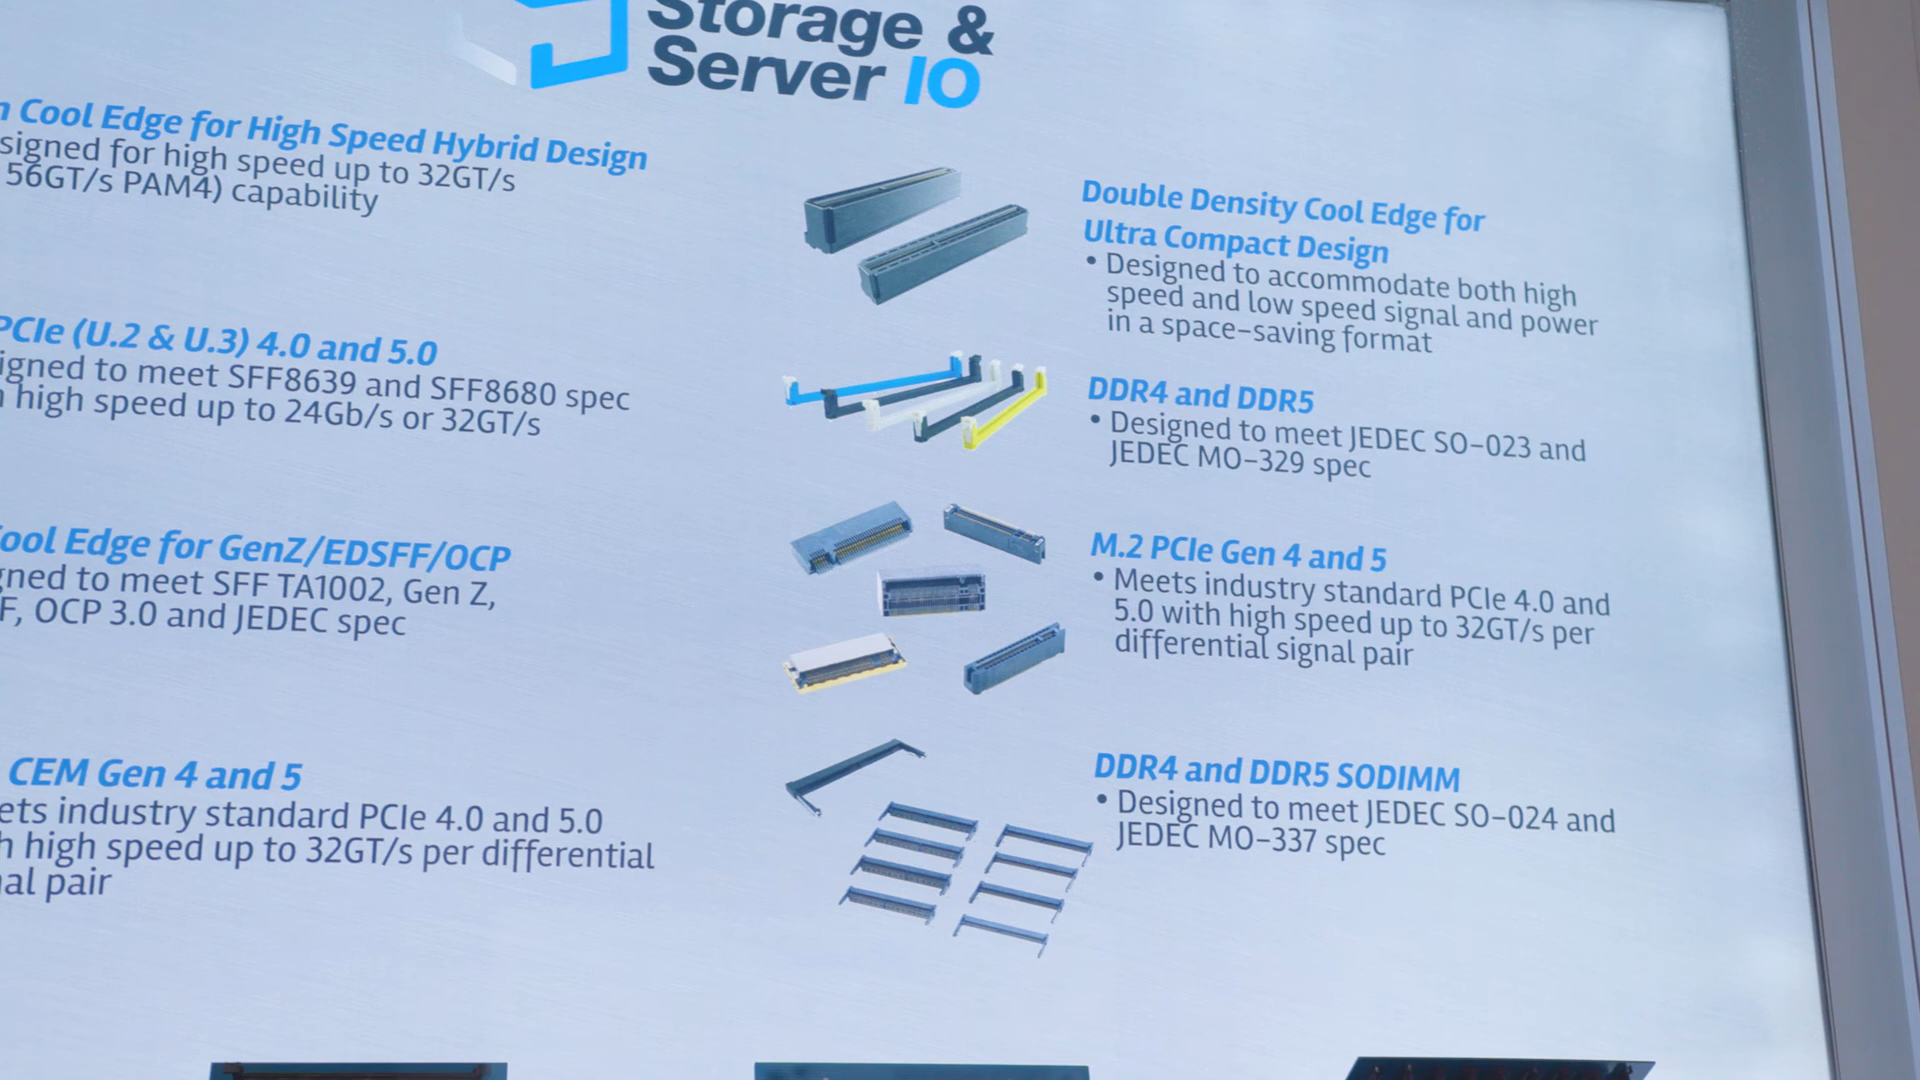 Storage &
Server IO
Cool Edge for High Speed Hybrid Design
signed for high speed up to 32GT/s
56GT/s PAM4) capability
PCIe (U.2 & U.3) 4.0 and 5.0
igned to meet SFF8639 and SFF8680 spec
high speed up to 24Gb/s or 32GT/s
ool Edge for GenZ/EDSFF/OCP
gned to meet SFF TA1002, Gen Z,
F, OCP 3.0 and JEDEC spec
CEM Gen 4 and 5
ets industry standard PCIe 4.0 and 5.0
h high speed up to 32GT/s per differential
al pair
Double Density Cool Edge for
Ultra Compact Design
• Designed to accommodate both high
speed and low speed signal and power
in a space-saving format
DDR4 and DDR5
• Designed to meet JEDEC SO-023 and
JEDEC MO-329 spec
M.2 PCIe Gen 4 and 5
• Meets industry standard PCIe 4.0 and
5.0 with high speed up to 32GT/s per
differential signal pair
DDR4 and DDR5 SODIMM
• Designed to meet JEDEC SO-024 and
JEDEC MO-337 spec